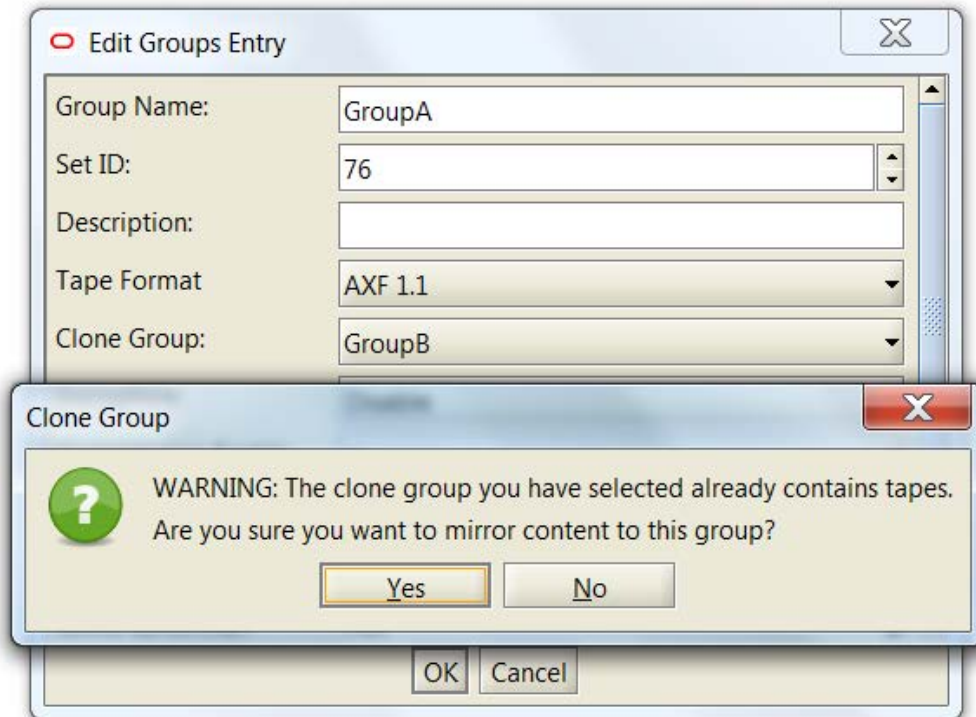 Edit Groups Entry
Group Name: GroupA
Set ID: 76
Description:
Tape Format AXF 1.1
Clone Group: GroupB
Clone Group
WARNING: The clone group you have selected already contains tapes.
Are you sure you want to mirror content to this group?
Yes No
OK Cancel